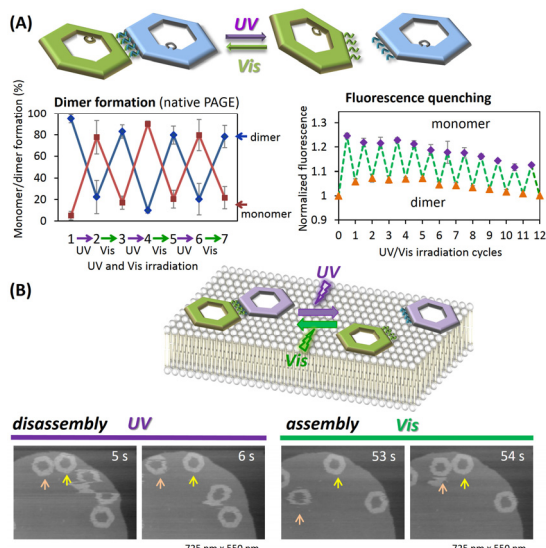 (A)
UV
Vis
Dimer formation (native PAGE)
Monomer/dimer formation (%)
100
80
60
40
20
0
dimer
monomer
1 2 3 4 5 6 7
UV Vis UV Vis UV Vis
UV and Vis irradiation
Fluorescence quenching
Normalized fluorescence
1.3
1.2
1.1
1
0.9
monomer
dimer
0 1 2 3 4 5 6 7 8 9 10 11 12
UV/Vis irradiation cycles
(B)
UV
Vis
disassembly UV
assembly Vis
5 s
6 s
53 s
54 s